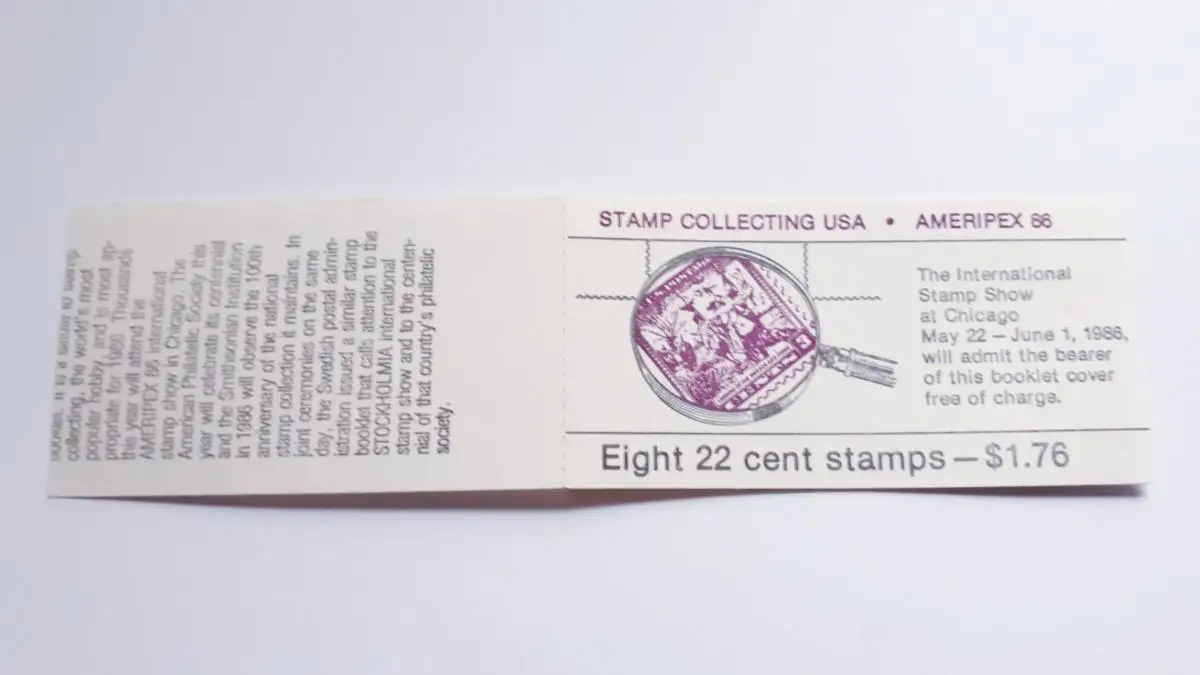 STAMP COLLECTING USA • AMERIPEX 86
The International
Stamp Show
at Chicago
May 22 – June 1, 1986,
will admit the bearer
of this booklet cover
free of charge.
Eight 22 cent stamps – $1.76
collecting, the world's most
popular hobby, and is most ap-
propriate for 1986. Thousands
this year will attend the
AMERIPEX 86 international
stamp show in Chicago. The
American Philatelic Society this
year will celebrate its centennial
and the Smithsonian Institution
in 1986 will observe the 100th
anniversary of the national
stamp collection it maintains. In
joint ceremonies on the same
day, the Swedish postal admin-
istration issued a similar stamp
booklet that calls attention to the
STOCKHOLMIA international
stamp show and to the centen-
nial of that country's philatelic
society.